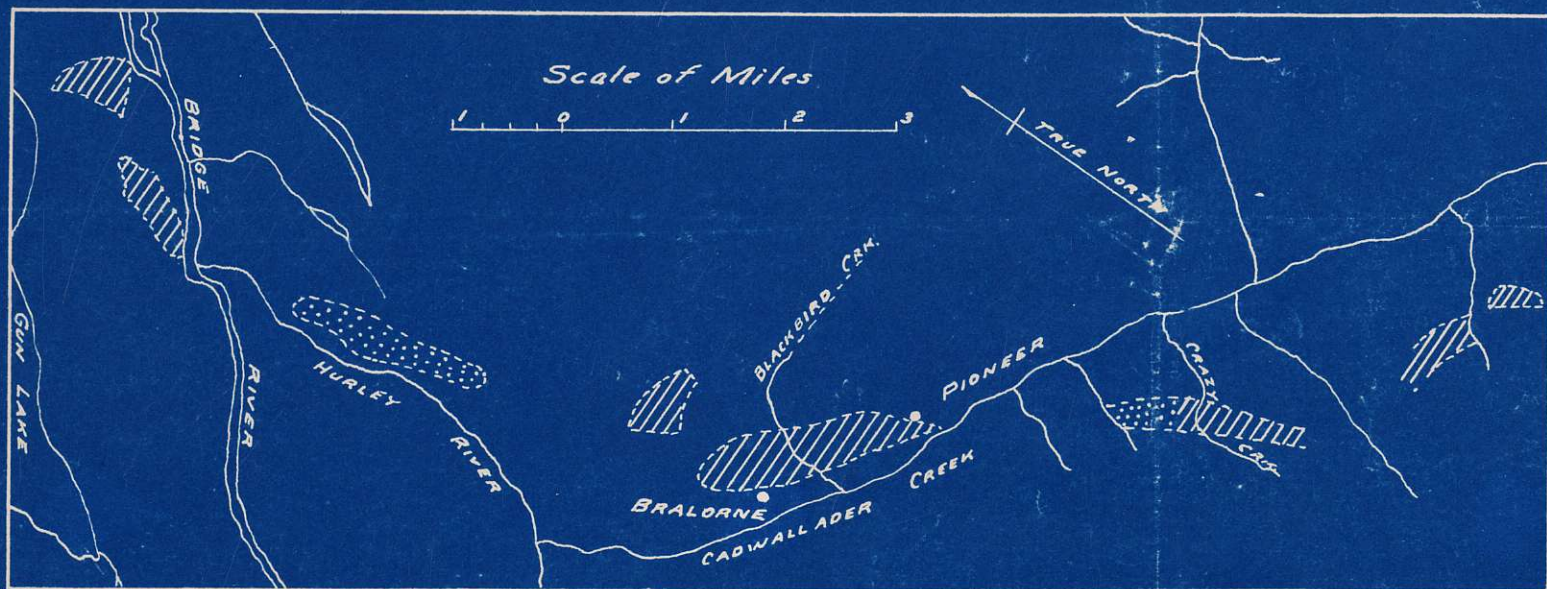 Scale of Miles
1 0 1 2 3
TRUE NORTH
BRIDGE
RIVER
GUN LAKE
HURLEY
RIVER
BLACKBIRD CRK.
PIONEER
CRAZY
CRK.
BRALORNE
CADWALLADER
CREEK